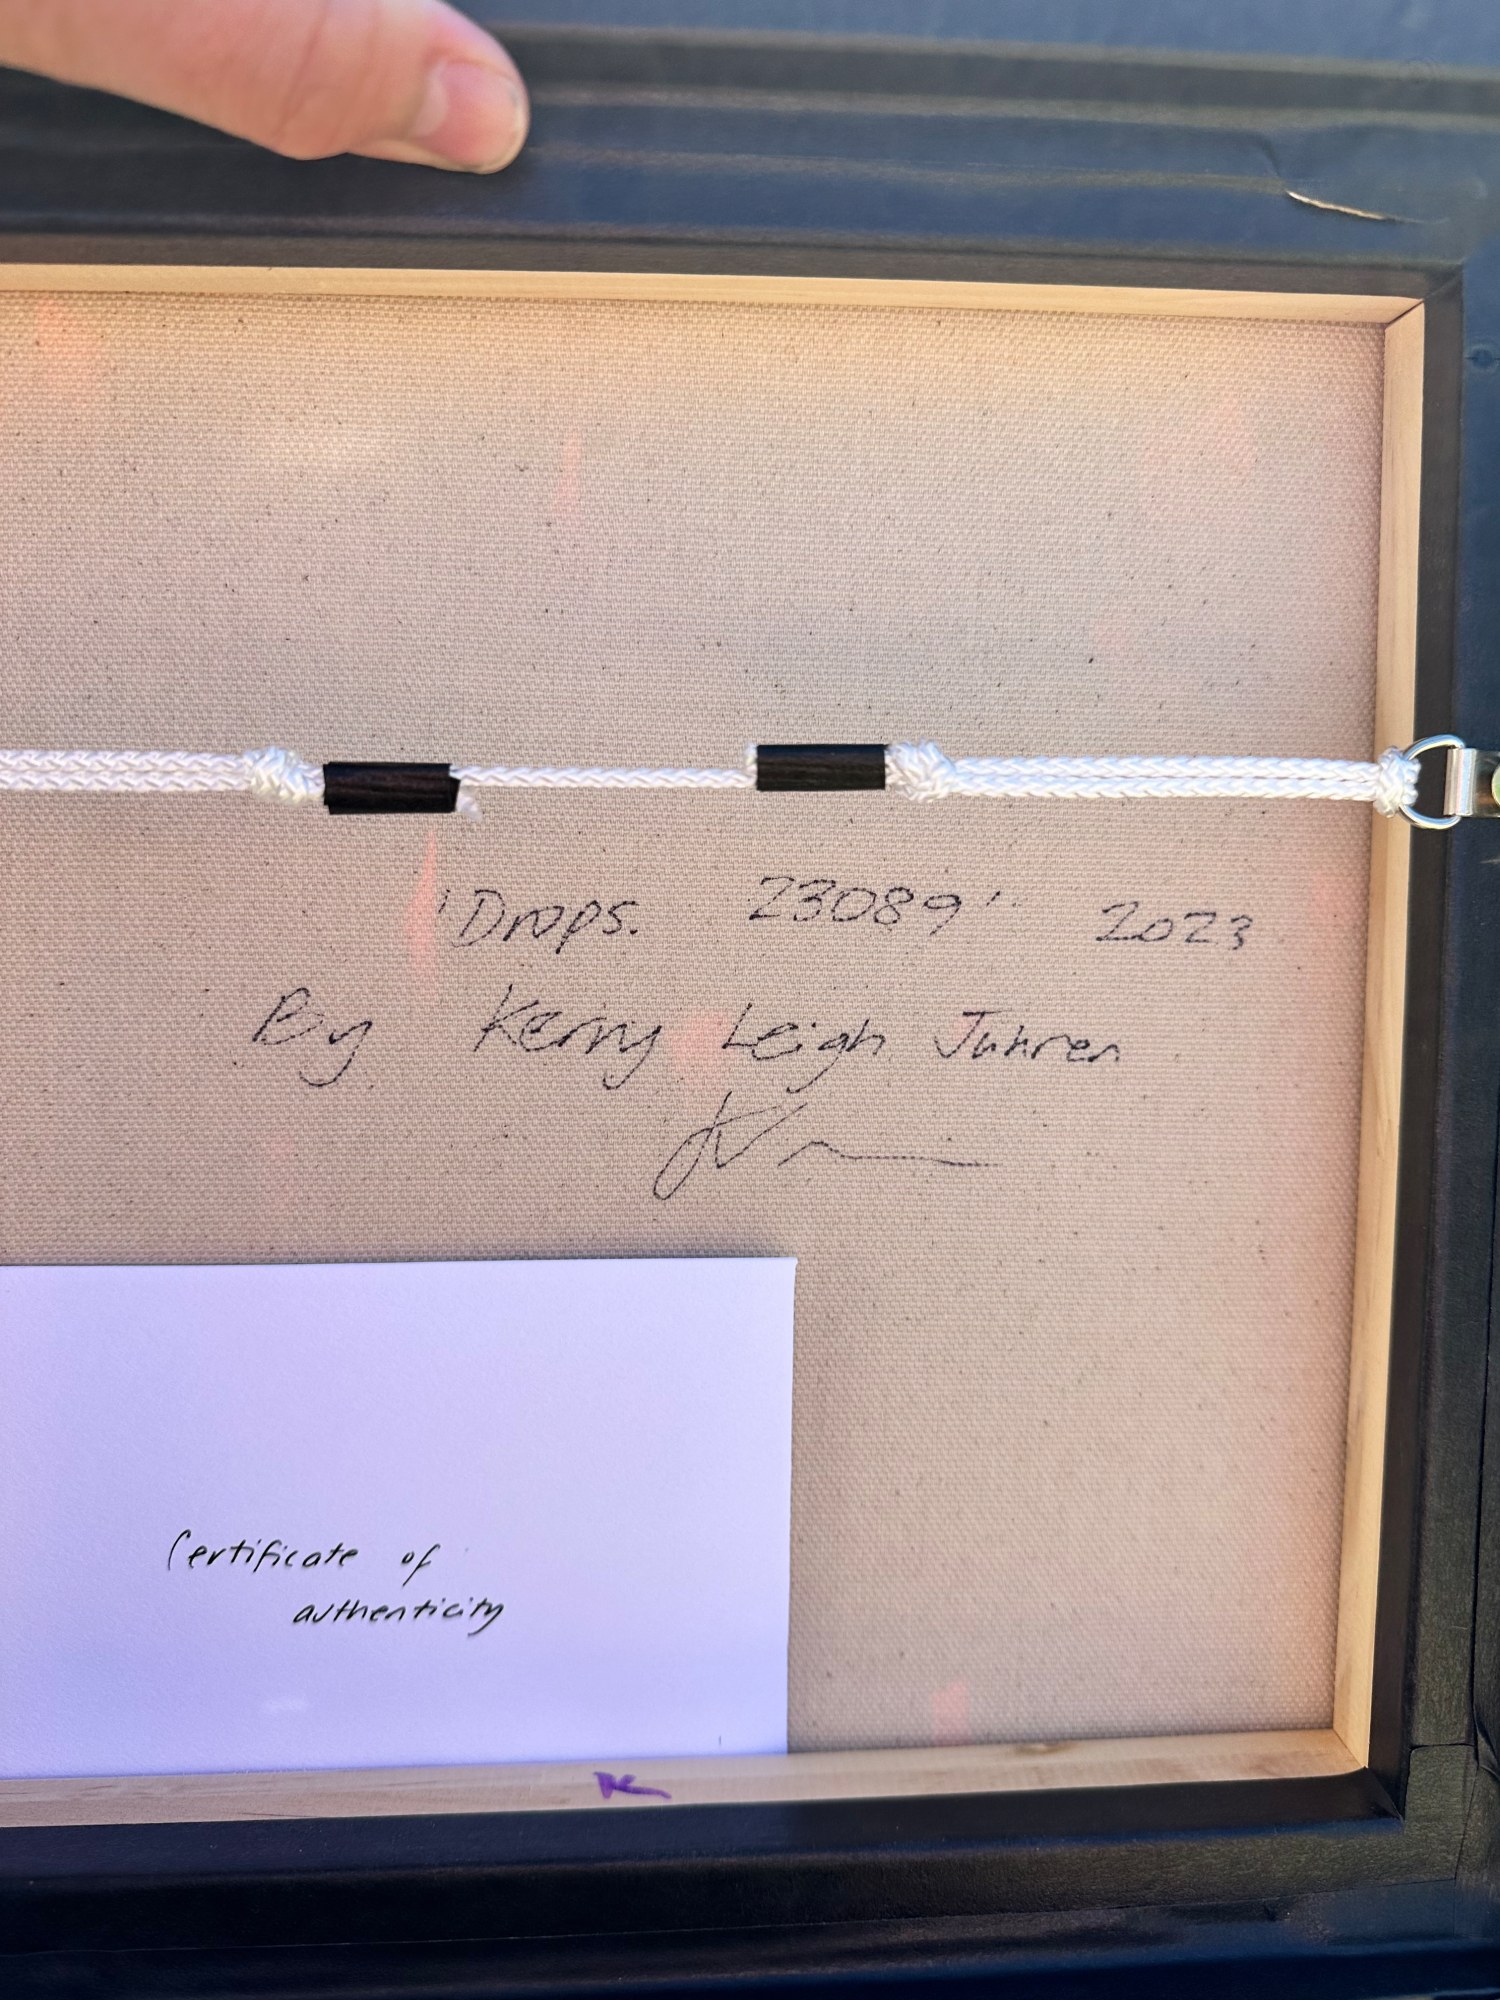 'Drops. 23089' 2023
By Kerry Leigh Juhren
Certificate of
authenticity
K